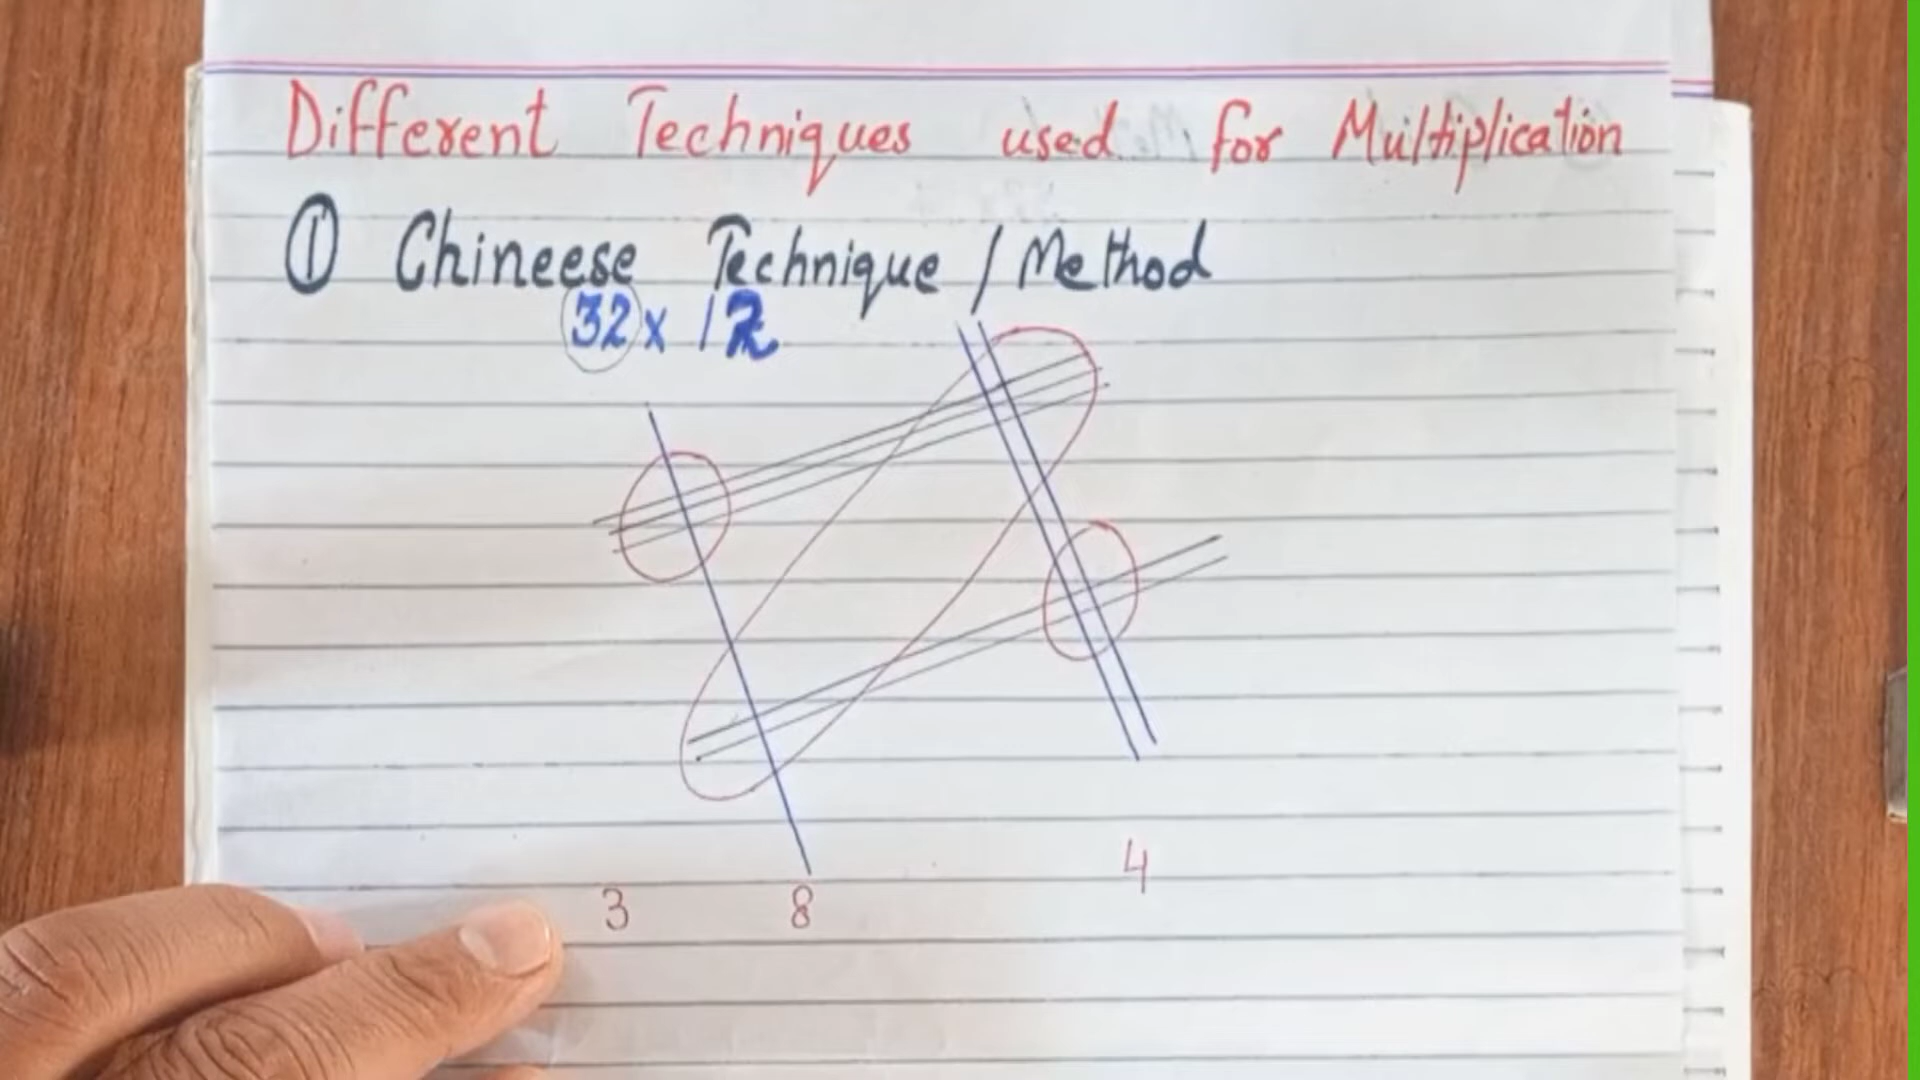 Different Techniques used for Multiplication
① Chineese Technique / Method
32 x 12
4
3 8